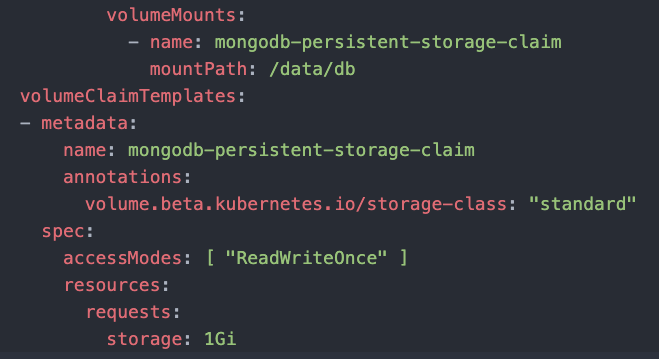 volumeMounts:
- name: mongodb-persistent-storage-claim
mountPath: /data/db
volumeClaimTemplates:
- metadata:
name: mongodb-persistent-storage-claim
annotations:
volume.beta.kubernetes.io/storage-class: "standard"
spec:
accessModes: [ "ReadWriteOnce" ]
resources:
requests:
storage: 1Gi